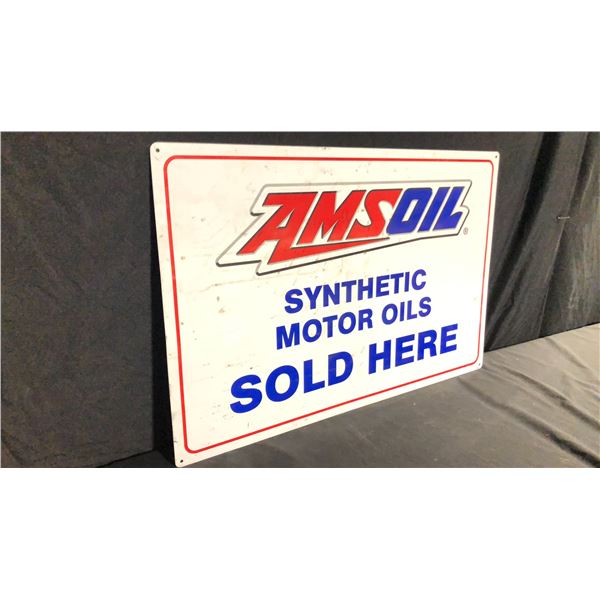 AMSOIL®
SYNTHETIC
MOTOR OILS
SOLD HERE